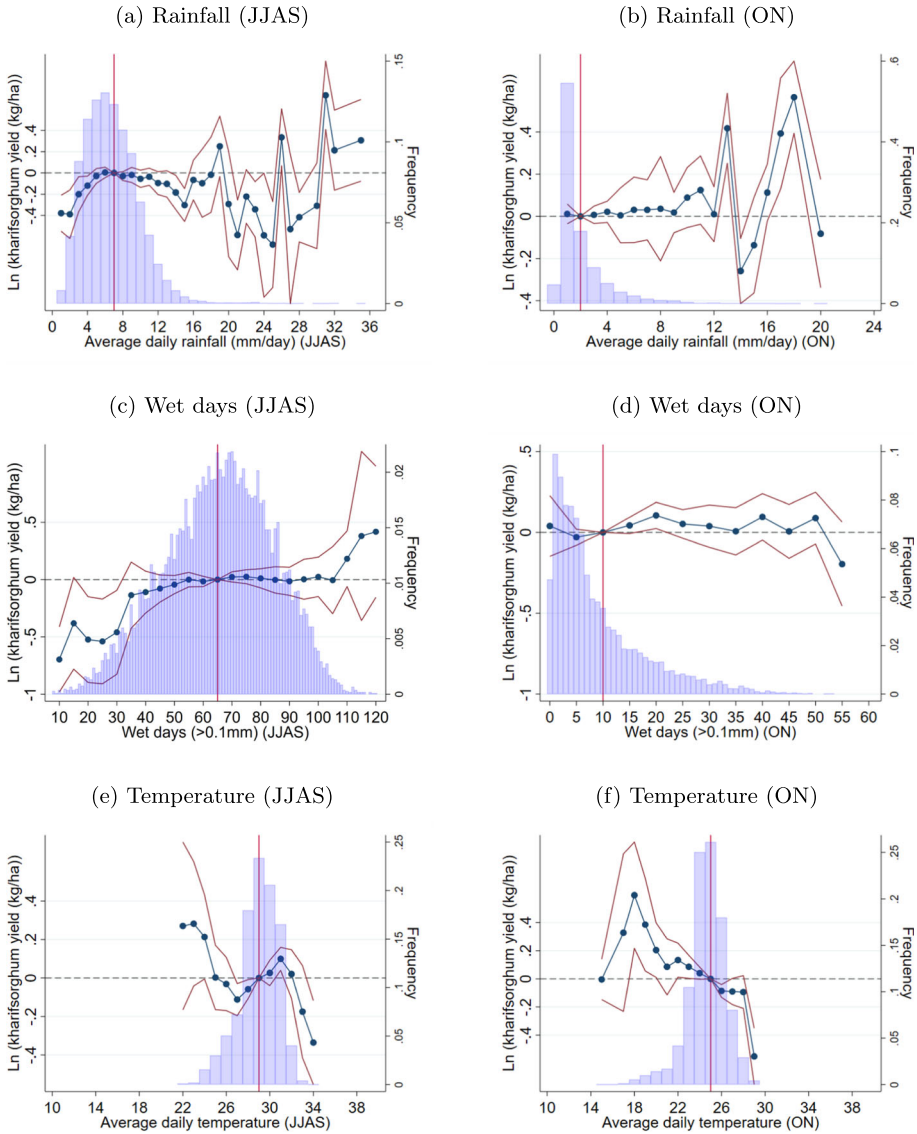 (a) Rainfall (JJAS)
Ln (kharifsorghum yield (kg/ha))
.4
.2
0
-.2
-.4
.15
.1
.05
0
Frequency
0 4 8 12 16 20 24 28 32 36
Average daily rainfall (mm/day) (JJAS)
(b) Rainfall (ON)
Ln (kharifsorghum yield (kg/ha))
.4
.2
0
-.2
-.4
.6
.4
.2
0
Frequency
0 4 8 12 16 20 24
Average daily rainfall (mm/day) (ON)
(c) Wet days (JJAS)
Ln (kharifsorghum yield (kg/ha))
.5
0
-.5
-1
.02
.015
.01
.005
0
Frequency
10 20 30 40 50 60 70 80 90 100 110 120
Wet days (>0.1mm) (JJAS)
(d) Wet days (ON)
Ln (kharifsorghum yield (kg/ha))
.5
0
-.5
-1
.1
.08
.06
.04
.02
0
Frequency
0 5 10 15 20 25 30 35 40 45 50 55 60
Wet days (>0.1mm) (ON)
(e) Temperature (JJAS)
Ln (kharifsorghum yield (kg/ha))
.4
.2
0
-.2
-.4
.25
.2
.15
.1
.05
0
Frequency
10 14 18 22 26 30 34 38
Average daily temperature (JJAS)
(f) Temperature (ON)
Ln (kharifsorghum yield (kg/ha))
.4
.2
0
-.2
-.4
.25
.2
.15
.1
.05
0
Frequency
10 14 18 22 26 30 34 38
Average daily temperature (ON)